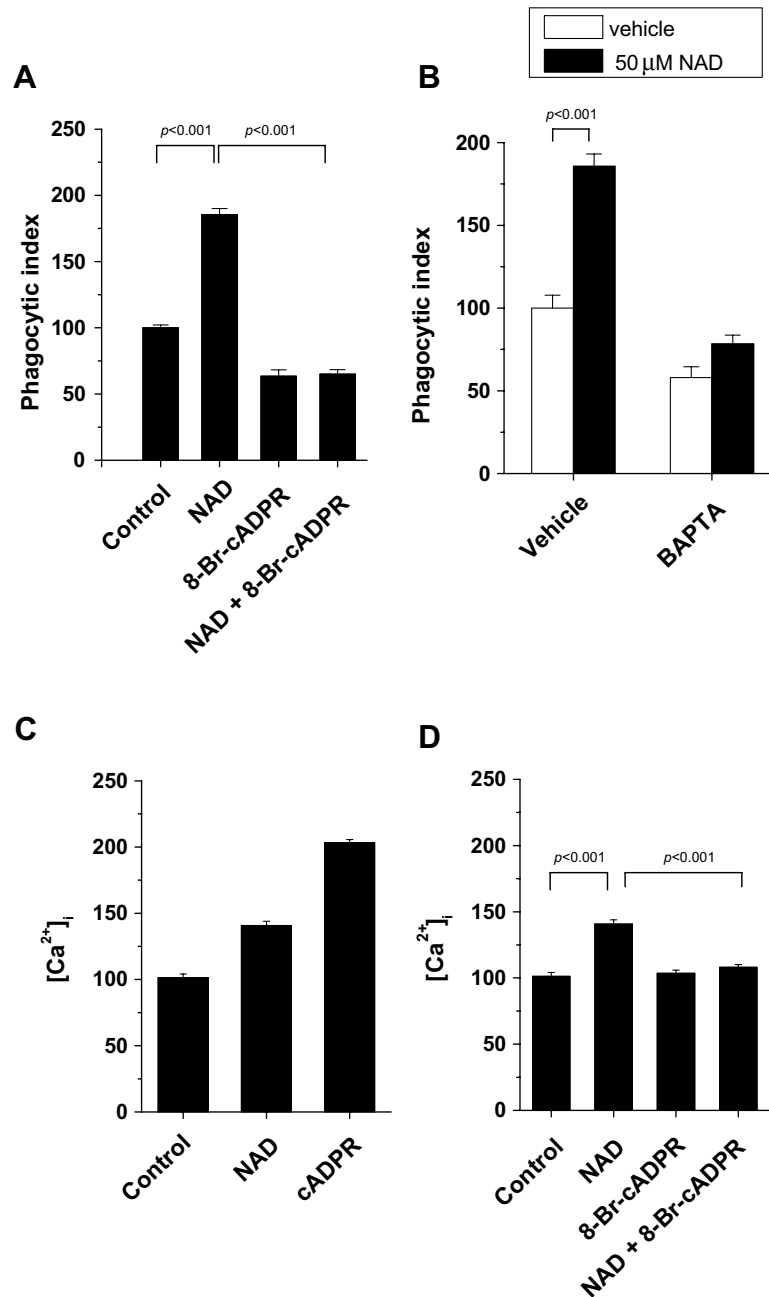 vehicle
50 μM NAD
A
p<0.001
p<0.001
250
200
150
100
50
0
Phagocytic index
Control
NAD
8-Br-cADPR
NAD + 8-Br-cADPR
B
p<0.001
200
150
100
50
0
Phagocytic index
Vehicle
BAPTA
C
250
200
150
100
50
0
[Ca2+]i
Control
NAD
cADPR
D
p<0.001
p<0.001
250
200
150
100
50
0
[Ca2+]i
Control
NAD
8-Br-cADPR
NAD + 8-Br-cADPR